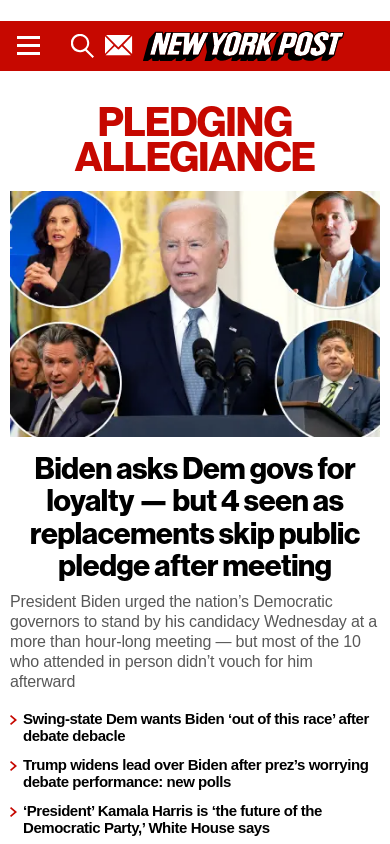 NEW YORK POST
PLEDGING
ALLEGIANCE
Biden asks Dem govs for
loyalty — but 4 seen as
replacements skip public
pledge after meeting
President Biden urged the nation’s Democratic
governors to stand by his candidacy Wednesday at a
more than hour-long meeting — but most of the 10
who attended in person didn’t vouch for him
afterward
Swing-state Dem wants Biden ‘out of this race’ after
debate debacle
Trump widens lead over Biden after prez’s worrying
debate performance: new polls
‘President’ Kamala Harris is ‘the future of the
Democratic Party,’ White House says